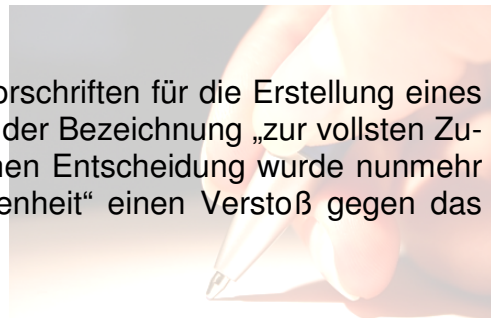 orschriften für die Erstellung eines
der Bezeichnung „zur vollsten Zu-
nen Entscheidung wurde nunmehr
enheit“ einen Verstoß gegen das